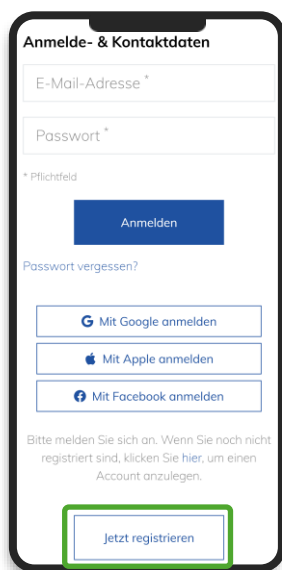 Anmelde- & Kontaktdaten
E-Mail-Adresse *
Passwort *
* Pflichtfeld
Anmelden
Passwort vergessen?
Mit Google anmelden
Mit Apple anmelden
Mit Facebook anmelden
Bitte melden Sie sich an. Wenn Sie noch nicht
registriert sind, klicken Sie hier, um einen
Account anzulegen.
Jetzt registrieren